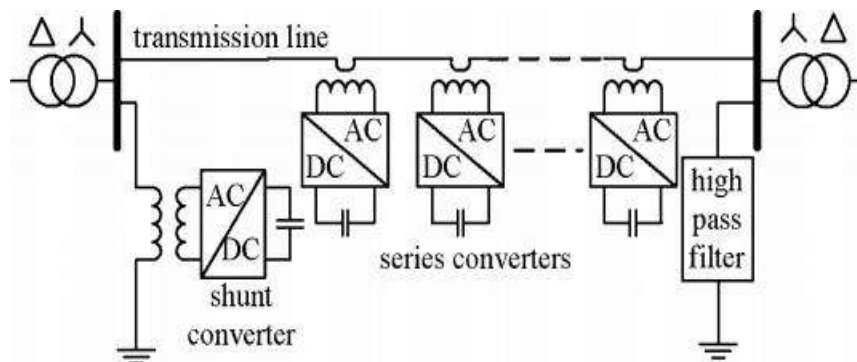 Δ
Δ
transmission line
AC
DC
AC
DC
AC
DC
AC
DC
high
pass
filter
series converters
shunt
converter